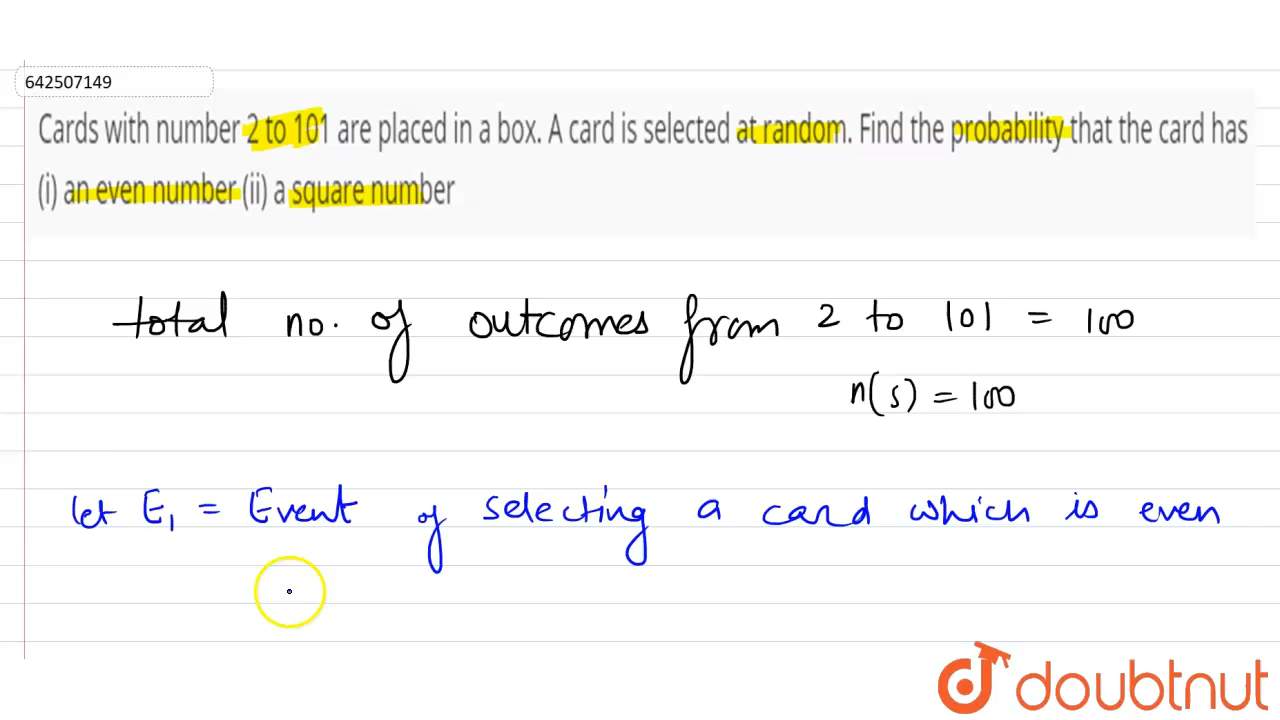 642507149
Cards with number 2 to 101 are placed in a box. A card is selected at random. Find the probability that the card has
(i) an even number (ii) a square number
total no. of outcomes from 2 to 101 = 100
n(s) = 100
let E1 = Event of selecting a card which is even
doubtnut